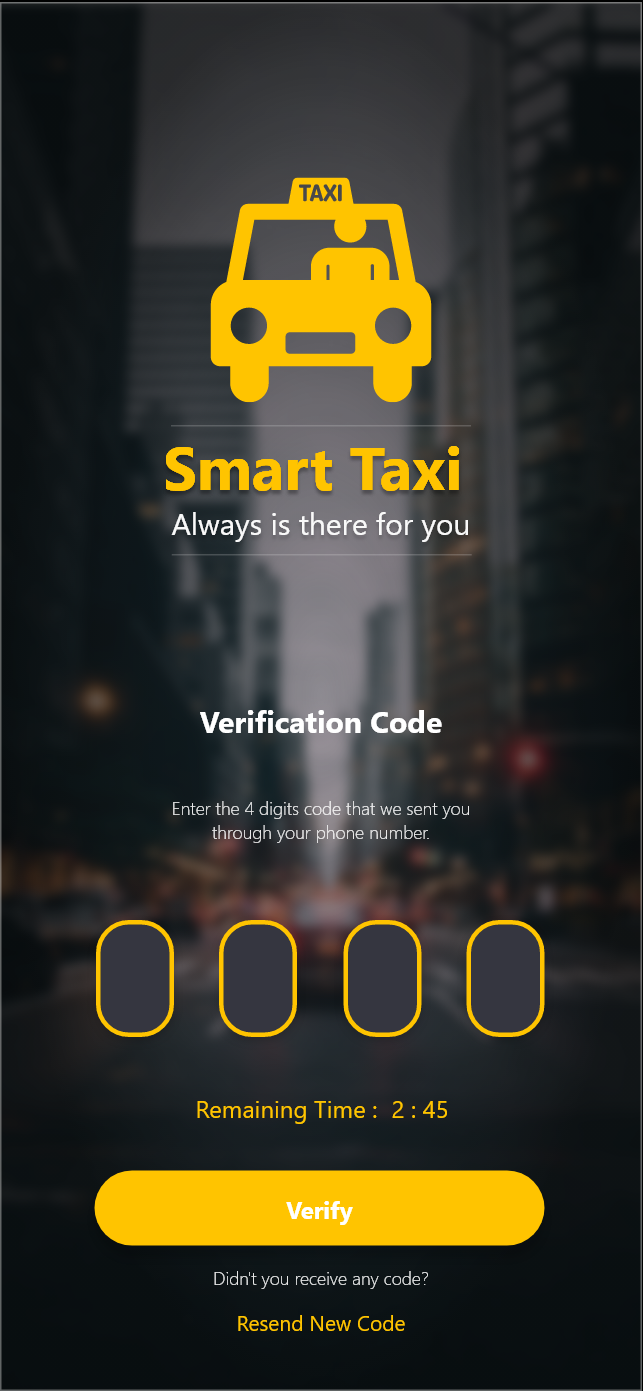 TAXI
Smart Taxi
Always is there for you
Verification Code
Enter the 4 digits code that we sent you
through your phone number.
Remaining Time :  2 : 45
Verify
Didn't you receive any code?
Resend New Code